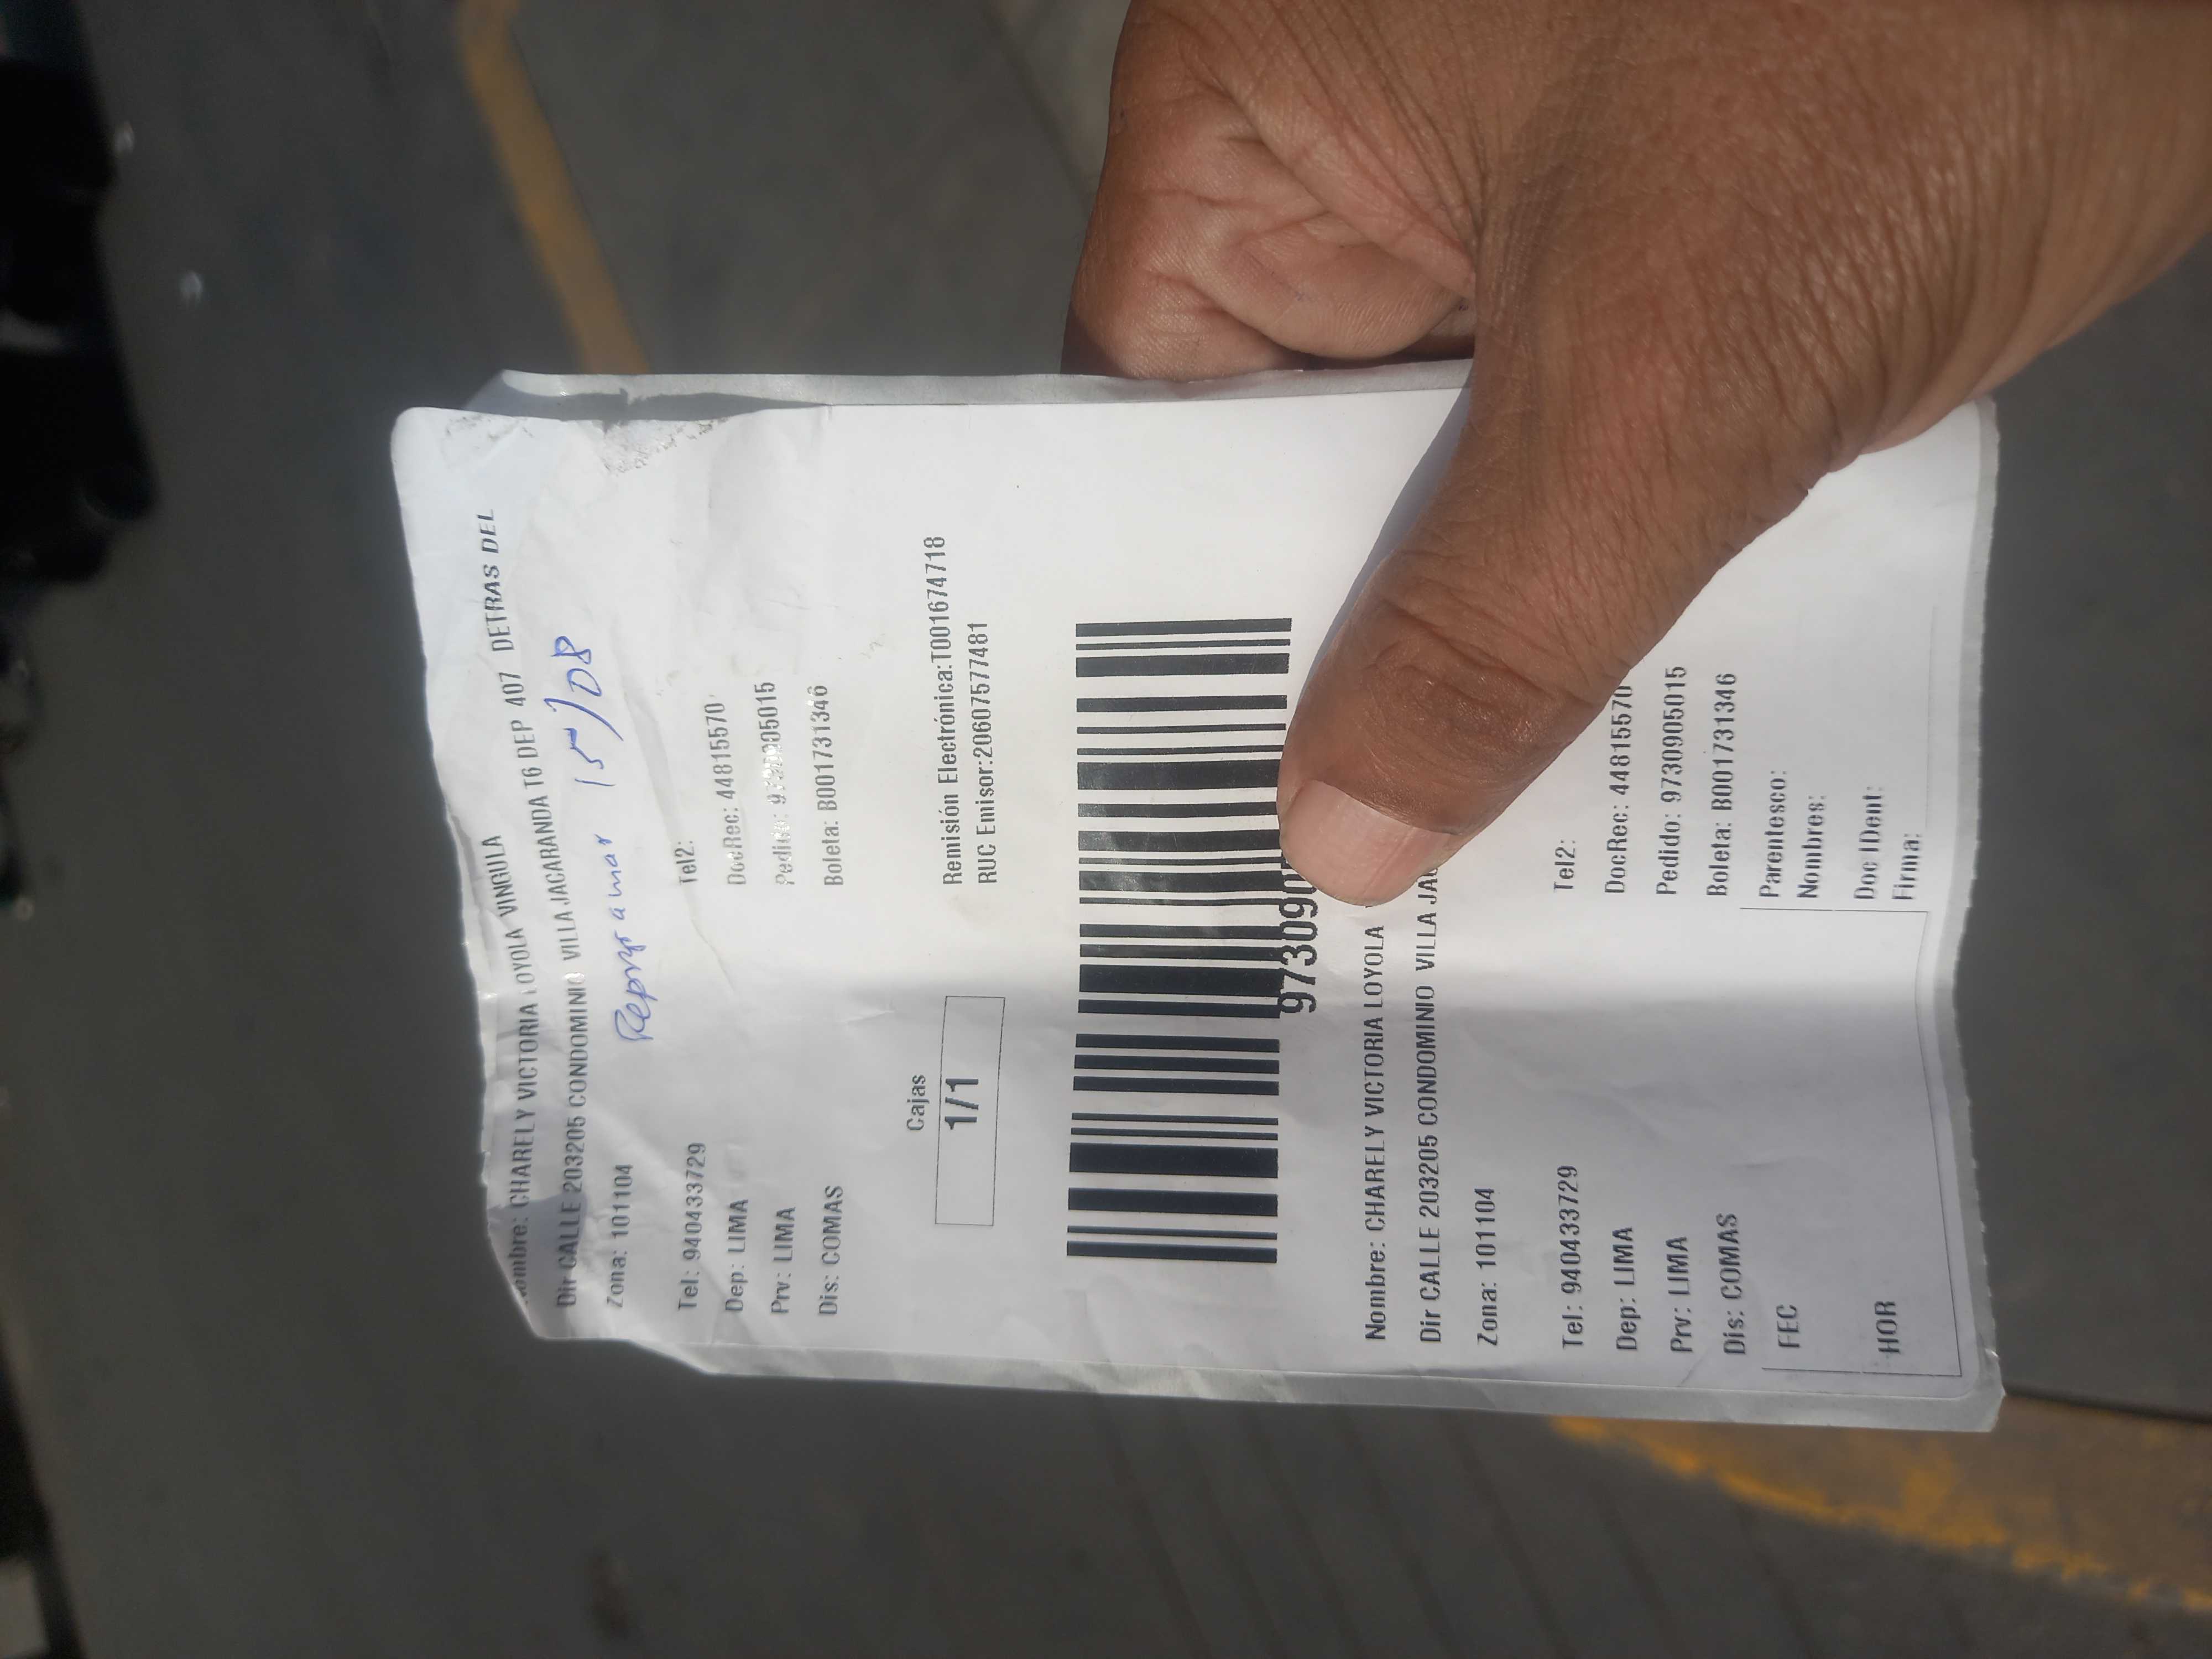 Nombre: CHARELY VICTORIA LOYOLA VINGULA
Dir CALLE 203205 CONDOMINIO VILLA JACARANDA T6 DEP 407 DETRAS DEL
Zona: 101104
Reprogramar 15/08
Tel: 940433729 Tel2:
Dep: LIMA DocRec: 44815570
Prv: LIMA Pedido: 9730905015
Dis: COMAS Boleta: B001731346
Cajas
1/1
Remisión Electrónica:T001674718
RUC Emisor:20607577481
97309
Nombre: CHARELY VICTORIA LOYOLA
Dir CALLE 203205 CONDOMINIO VILLA JAC
Zona: 101104
Tel: 940433729 Tel2:
Dep: LIMA DocRec: 44815570
Prv: LIMA Pedido: 9730905015
Dis: COMAS Boleta: B001731346
FEC Parentesco:
Nombres:
HOR Doc IDent:
Firma: